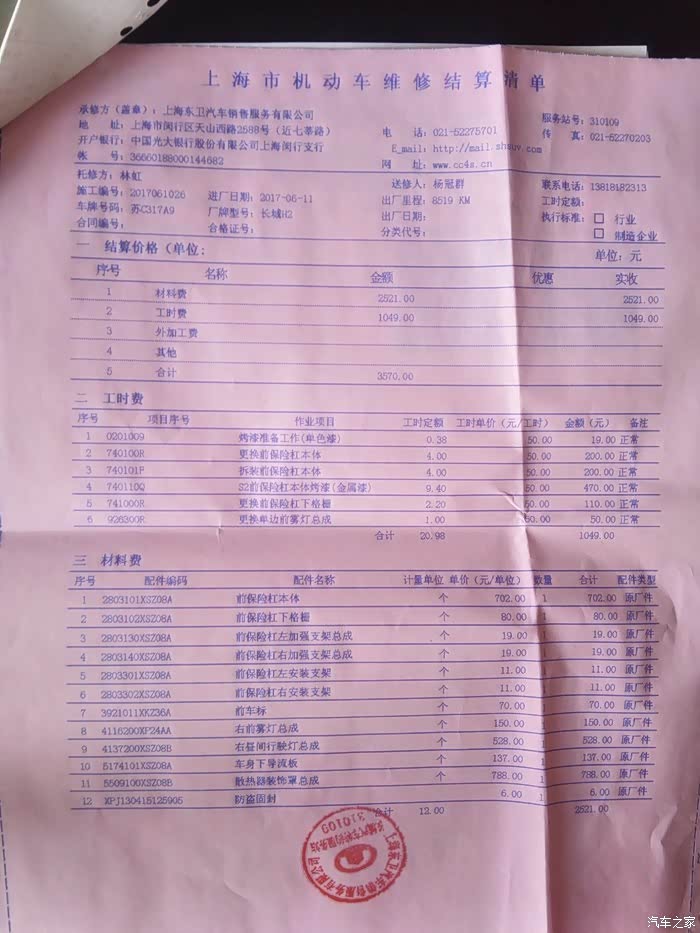 上海市机动车维修结算清单
承修方(盖章): 上海东卫汽车销售服务有限公司 服务站号: 310109
地 址: 上海市闵行区天山西路2588号(近七莘路) 电 话: 021-52275701 传 真: 021-52270203
开户银行: 中国光大银行股份有限公司上海闵行支行 E_mail: http://mail.shsuv.com
帐 号: 36660188000144682 网 址: www.cc4s.cn
托修方: 林虹 送修人: 杨冠群 联系电话: 13818182313
施工编号: 2017061026 进厂日期: 2017-06-11 出厂里程: 8519 KM 工时定额:
车牌号码: 苏C317A9 厂牌型号: 长城H2 出厂日期: 执行标准: □ 行业
合同编号: 合格证号: 分类代号: □ 制造企业
一 结算价格(单位: 单位: 元
序号 名称 金额 优惠 实收
1 材料费 2521.00 2521.00
2 工时费 1049.00 1049.00
3 外加工费
4 其他
5 合计 3570.00
二 工时费
序号 项目序号 作业项目 工时定额 工时单价(元/工时) 金额(元) 备注
1 0201009 烤漆准备工作(单色漆) 0.38 50.00 19.00 正常
2 740100R 更换前保险杠本体 4.00 50.00 200.00 正常
3 740101F 拆装前保险杠本体 4.00 50.00 200.00 正常
4 740110Q S2前保险杠本体烤漆(金属漆) 9.40 50.00 470.00 正常
5 741000R 更换前保险杠下格栅 2.20 50.00 110.00 正常
6 926300R 更换单边前雾灯总成 1.00 50.00 50.00 正常
合计 20.98 1049.00
三 材料费
序号 配件编码 配件名称 计量单位 单价(元/单位) 数量 合计 配件类型
1 2803101XSZ08A 前保险杠本体 个 702.00 1 702.00 原厂件
2 2803102XSZ08A 前保险杠下格栅 个 80.00 1 80.00 原厂件
3 2803130XSZ08A 前保险杠左加强支架总成 个 19.00 1 19.00 原厂件
4 2803140XSZ08A 前保险杠右加强支架总成 个 19.00 1 19.00 原厂件
5 2803301XSZ08A 前保险杠左安装支架 个 11.00 1 11.00 原厂件
6 2803302XSZ08A 前保险杠右安装支架 个 11.00 1 11.00 原厂件
7 3921011XKZ36A 前车标 个 70.00 1 70.00 原厂件
8 4116200XP24AA 右前雾灯总成 个 150.00 1 150.00 原厂件
9 4137200XSZ08B 右昼间行驶灯总成 个 528.00 1 528.00 原厂件
10 5174101XSZ08A 车身下导流板 个 137.00 1 137.00 原厂件
11 5509100XSZ08B 散热器装饰罩总成 个 788.00 1 788.00 原厂件
12 XPJ130415125905 防盗固封 6.00 1 6.00 原厂件
合计 12.00 2521.00
上海东卫汽车销售服务有限公司
310109
汽车之家